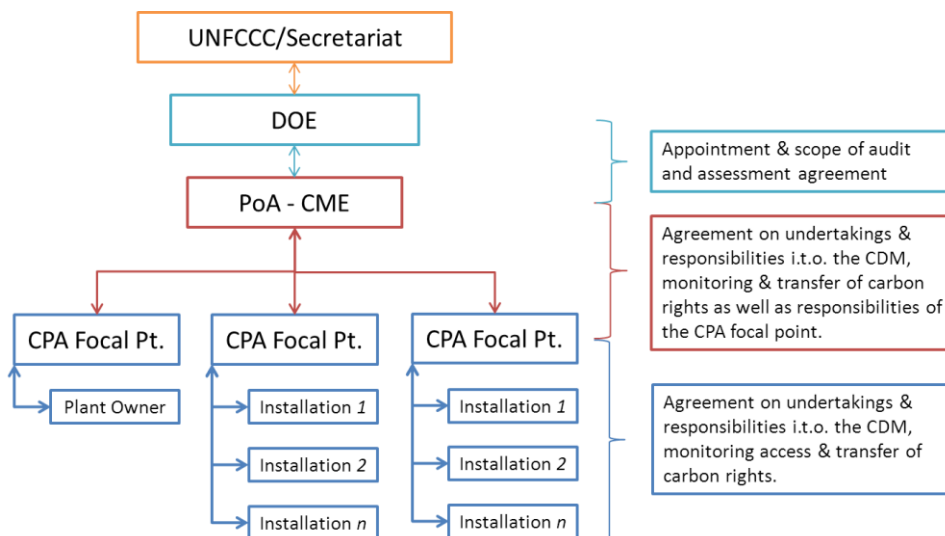 UNFCCC/Secretariat
DOE
PoA - CME
CPA Focal Pt.
CPA Focal Pt.
CPA Focal Pt.
Plant Owner
Installation 1
Installation 2
Installation n
Installation 1
Installation 2
Installation n
Appointment & scope of audit
and assessment agreement
Agreement on undertakings &
responsibilities i.t.o. the CDM,
monitoring & transfer of carbon
rights as well as responsibilities of
the CPA focal point.
Agreement on undertakings &
responsibilities i.t.o. the CDM,
monitoring access & transfer of
carbon rights.